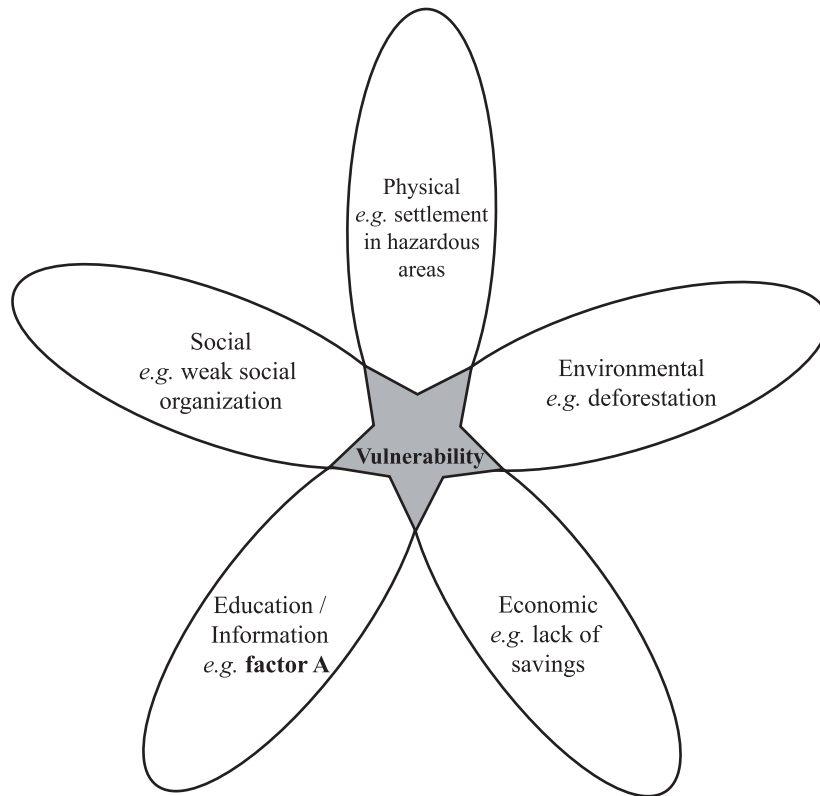 Physical
e.g. settlement
in hazardous
areas
Social
e.g. weak social
organization
Environmental
e.g. deforestation
Vulnerability
Education /
Information
e.g. factor A
Economic
e.g. lack of
savings